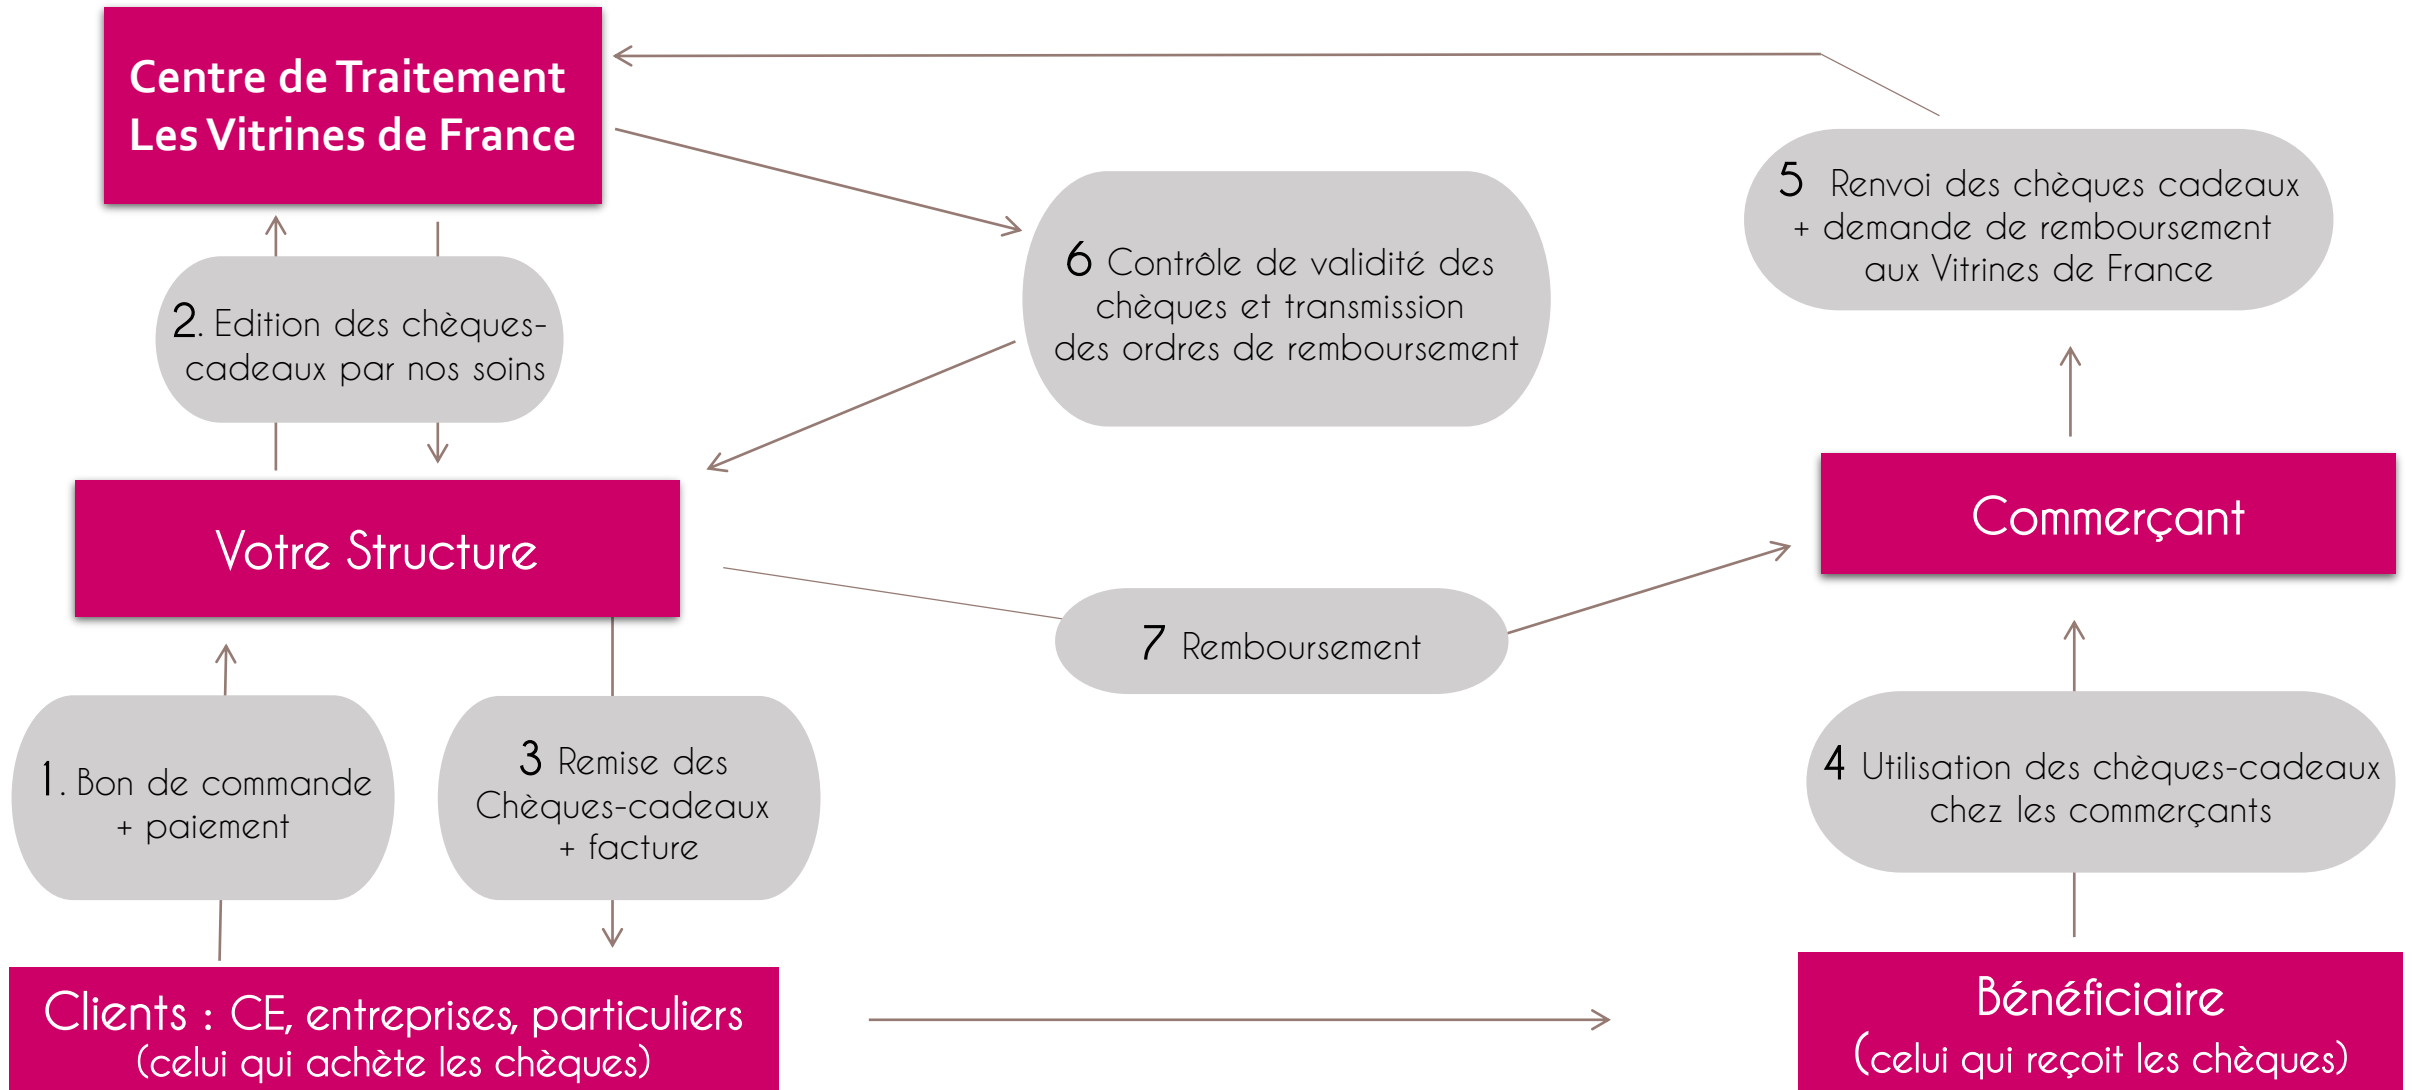 Centre de Traitement
Les Vitrines de France
5 Renvoi des chèques cadeaux
+ demande de remboursement
aux Vitrines de France
6 Contrôle de validité des
chèques et transmission
des ordres de remboursement
2. Edition des chèques-
cadeaux par nos soins
Votre Structure
Commerçant
7 Remboursement
1. Bon de commande
+ paiement
3 Remise des
Chèques-cadeaux
+ facture
4 Utilisation des chèques-cadeaux
chez les commerçants
Clients : CE, entreprises, particuliers
(celui qui achète les chèques)
Bénéficiaire
(celui qui reçoit les chèques)